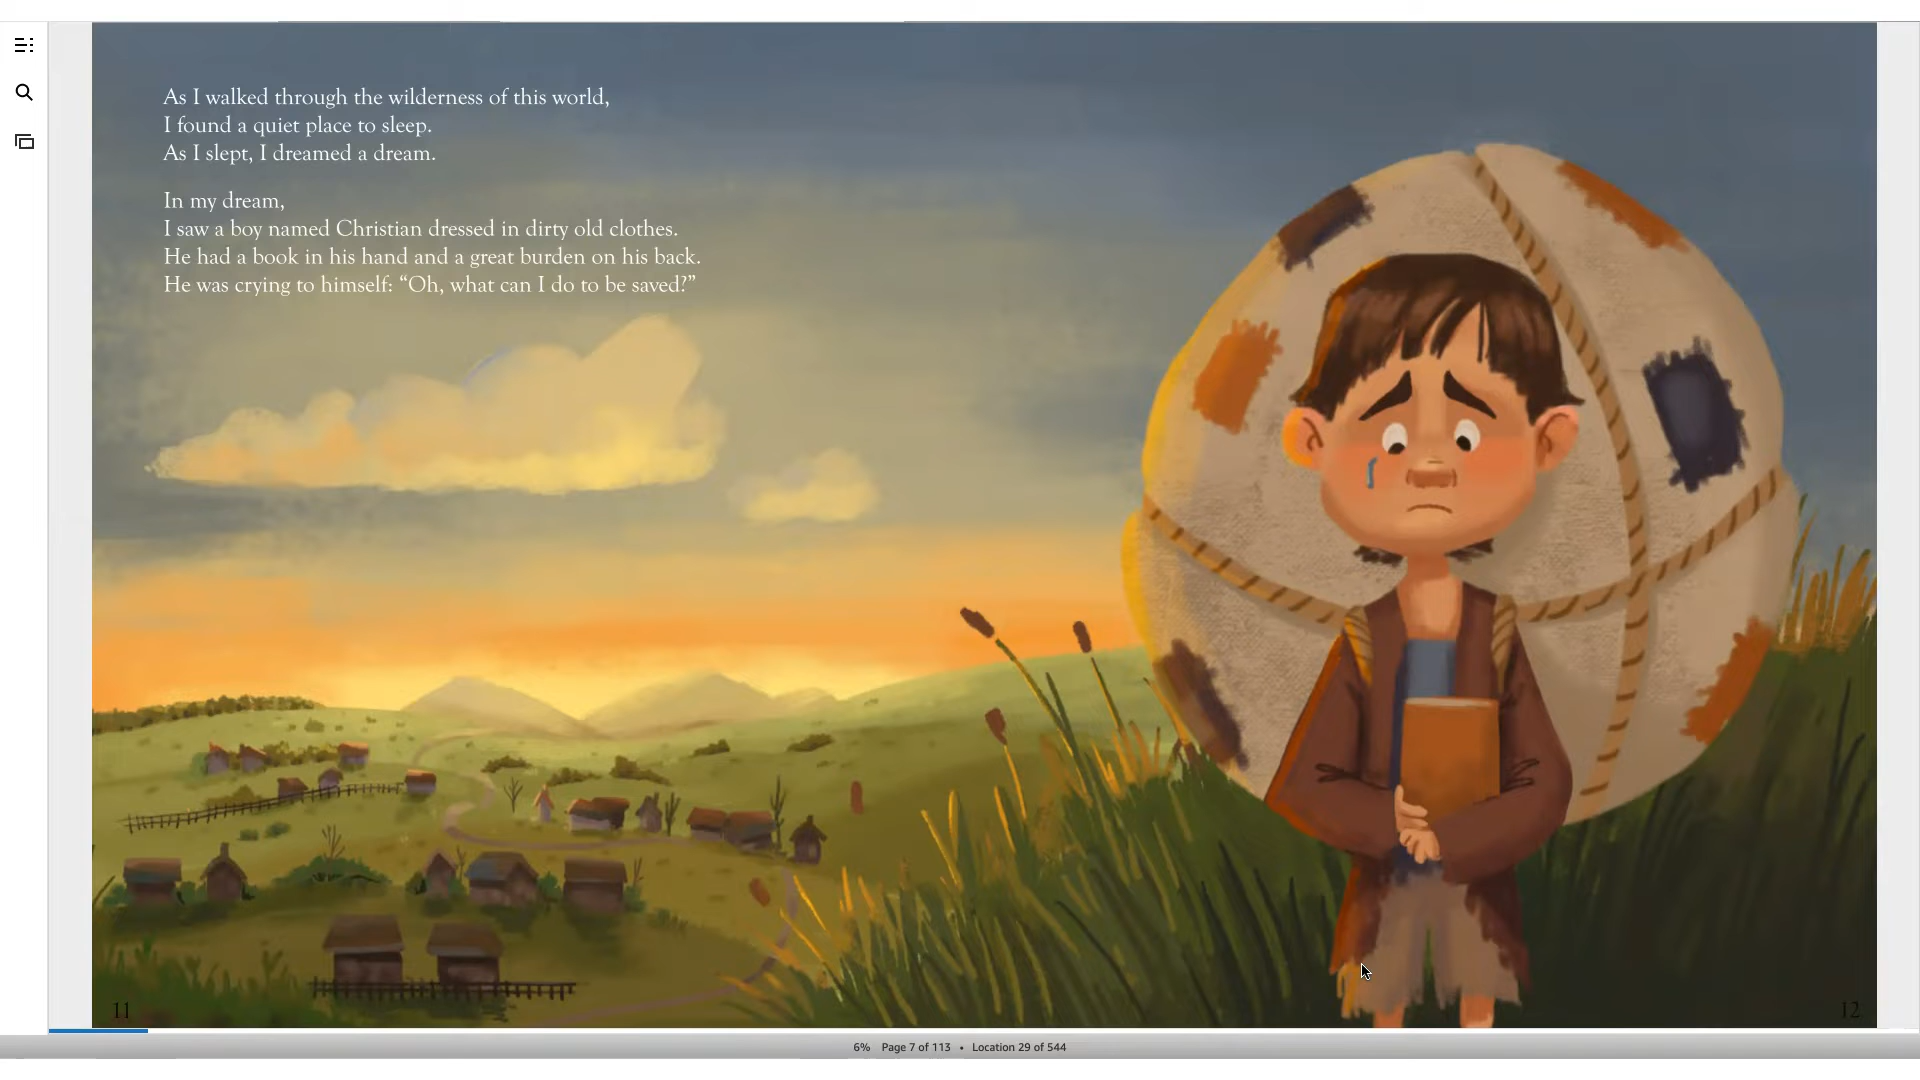 As I walked through the wilderness of this world,
I found a quiet place to sleep.
As I slept, I dreamed a dream.
In my dream,
I saw a boy named Christian dressed in dirty old clothes.
He had a book in his hand and a great burden on his back.
He was crying to himself: “Oh, what can I do to be saved?”
11
12
6% Page 7 of 113 • Location 29 of 544